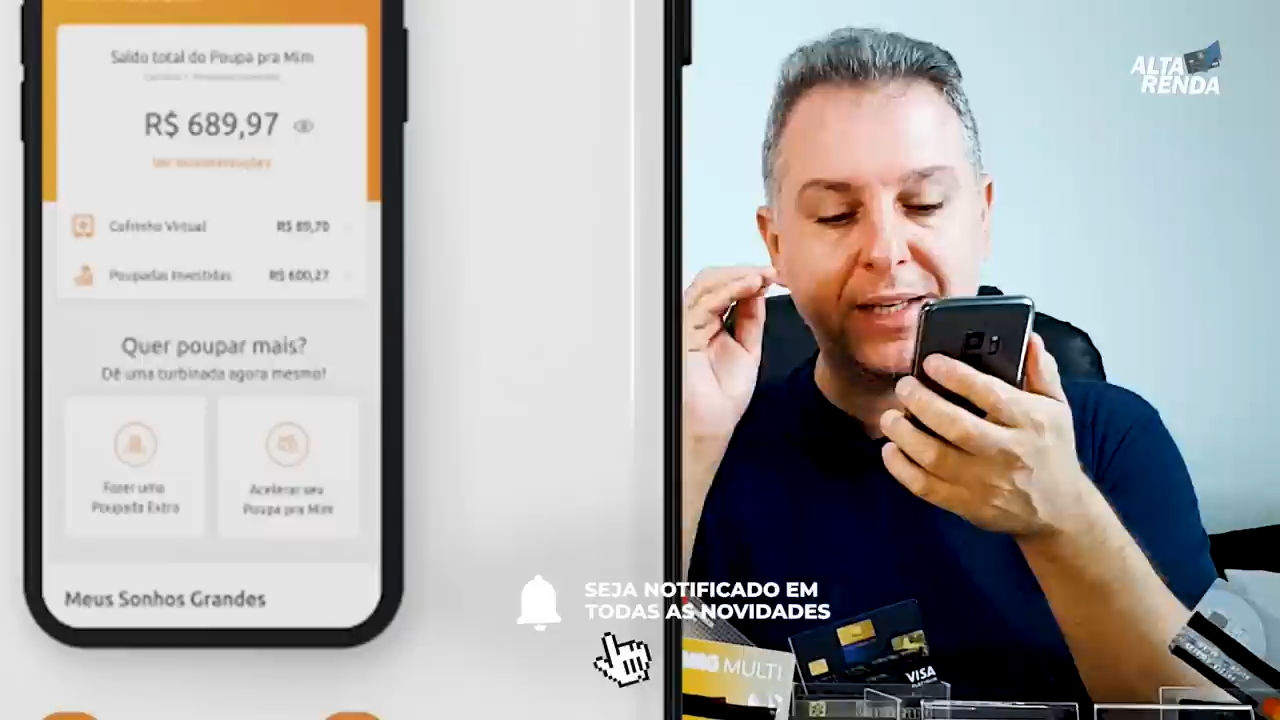 Saldo total do Poupa pra Mim
R$ 689,97
Ver movimentações
Cofrinho Virtual R$ 89,70
Poupadas Investidas R$ 600,27
Quer poupar mais?
Dê uma turbinada agora mesmo!
Fazer uma
Poupada Extra
Acelerar seu
Poupa pra Mim
Meus Sonhos Grandes
SEJA NOTIFICADO EM
TODAS AS NOVIDADES
ALTA
RENDA
MULTI
VISA